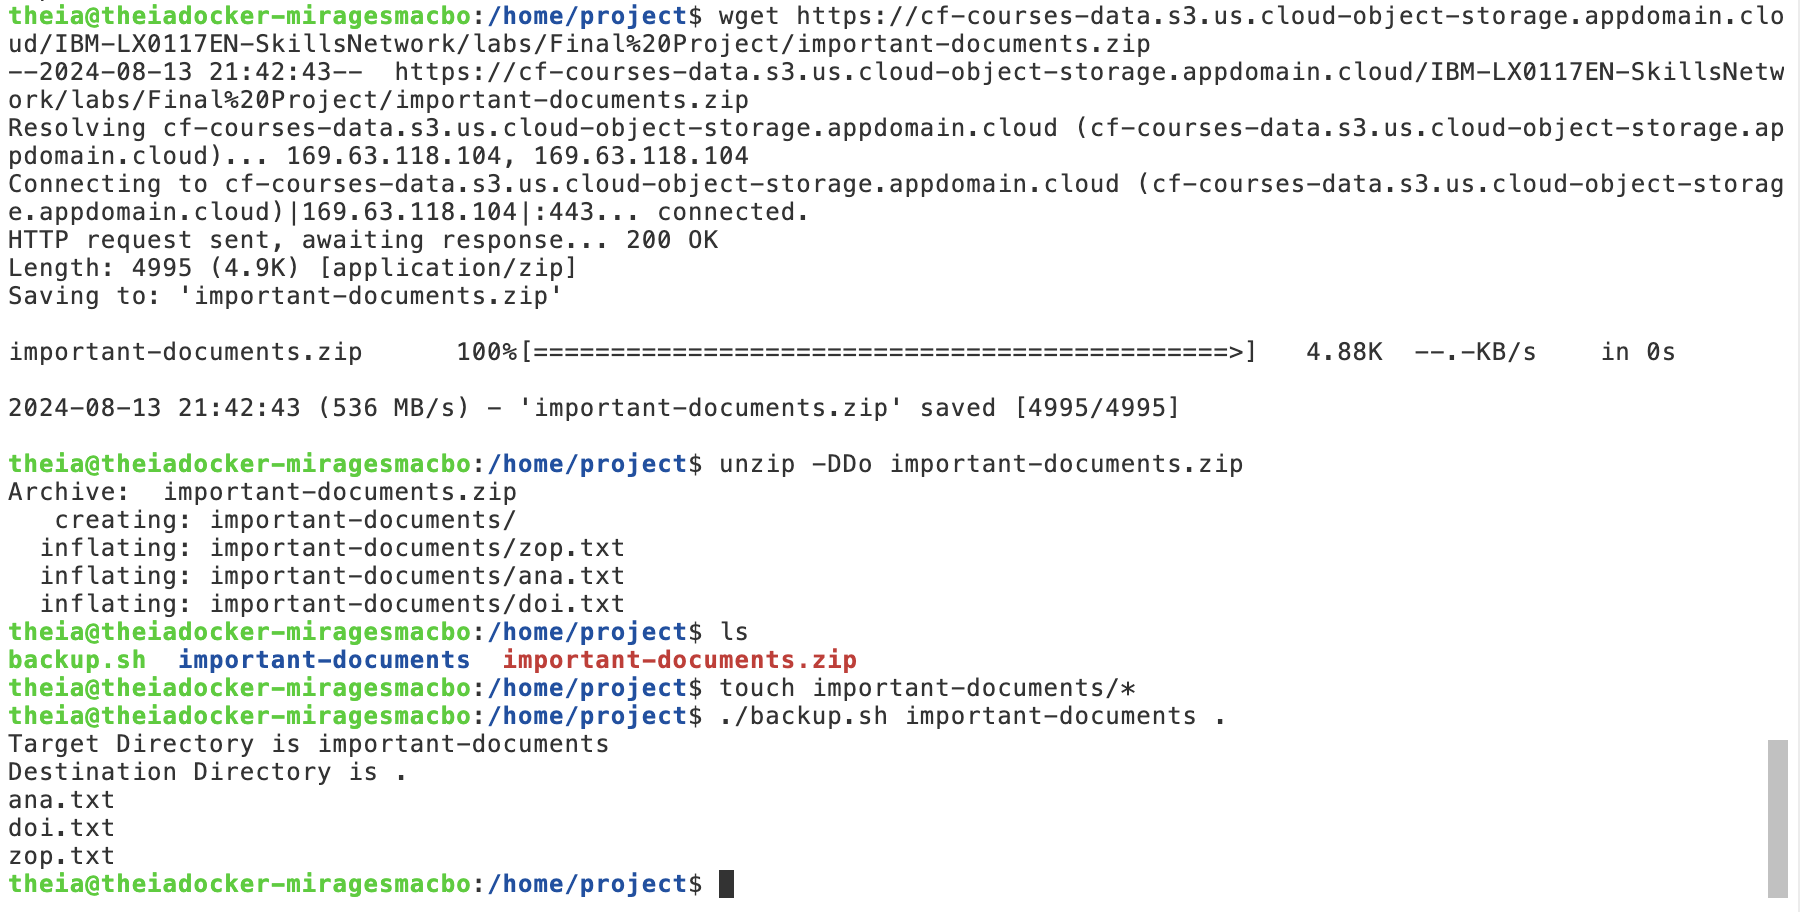 theia@theiadocker-miragesmacbo:/home/project$ wget https://cf-courses-data.s3.us.cloud-object-storage.appdomain.clo
ud/IBM-LX0117EN-SkillsNetwork/labs/Final%20Project/important-documents.zip
--2024-08-13 21:42:43--  https://cf-courses-data.s3.us.cloud-object-storage.appdomain.cloud/IBM-LX0117EN-SkillsNetw
ork/labs/Final%20Project/important-documents.zip
Resolving cf-courses-data.s3.us.cloud-object-storage.appdomain.cloud (cf-courses-data.s3.us.cloud-object-storage.ap
pdomain.cloud)... 169.63.118.104, 169.63.118.104
Connecting to cf-courses-data.s3.us.cloud-object-storage.appdomain.cloud (cf-courses-data.s3.us.cloud-object-storag
e.appdomain.cloud)|169.63.118.104|:443... connected.
HTTP request sent, awaiting response... 200 OK
Length: 4995 (4.9K) [application/zip]
Saving to: 'important-documents.zip'
important-documents.zip      100%[=============================================>]   4.88K  --.-KB/s    in 0s
2024-08-13 21:42:43 (536 MB/s) - 'important-documents.zip' saved [4995/4995]
theia@theiadocker-miragesmacbo:/home/project$ unzip -DDo important-documents.zip
Archive:  important-documents.zip
   creating: important-documents/
  inflating: important-documents/zop.txt
  inflating: important-documents/ana.txt
  inflating: important-documents/doi.txt
theia@theiadocker-miragesmacbo:/home/project$ ls
backup.sh  important-documents  important-documents.zip
theia@theiadocker-miragesmacbo:/home/project$ touch important-documents/*
theia@theiadocker-miragesmacbo:/home/project$ ./backup.sh important-documents .
Target Directory is important-documents
Destination Directory is .
ana.txt
doi.txt
zop.txt
theia@theiadocker-miragesmacbo:/home/project$